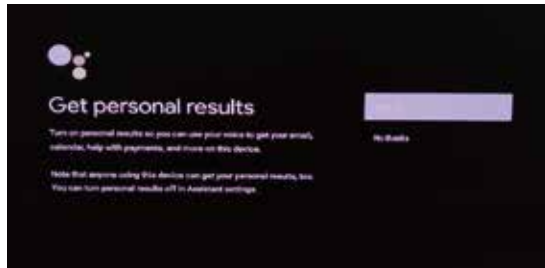 Get personal results
Turn on personal results so you can use your voice to get your email,
calendar, help with payments, and more on this device.
No thanks
Note that anyone using this device can get your personal results, too.
You can turn personal results off in Assistant settings.